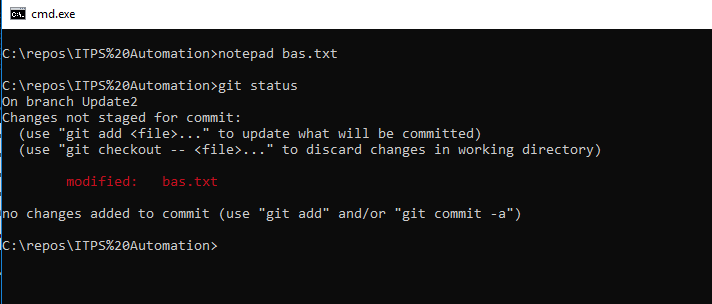 cmd.exe
C:\repos\ITPS%20Automation>notepad bas.txt
C:\repos\ITPS%20Automation>git status
On branch Update2
Changes not staged for commit:
  (use "git add <file>..." to update what will be committed)
  (use "git checkout -- <file>..." to discard changes in working directory)
        modified:   bas.txt
no changes added to commit (use "git add" and/or "git commit -a")
C:\repos\ITPS%20Automation>